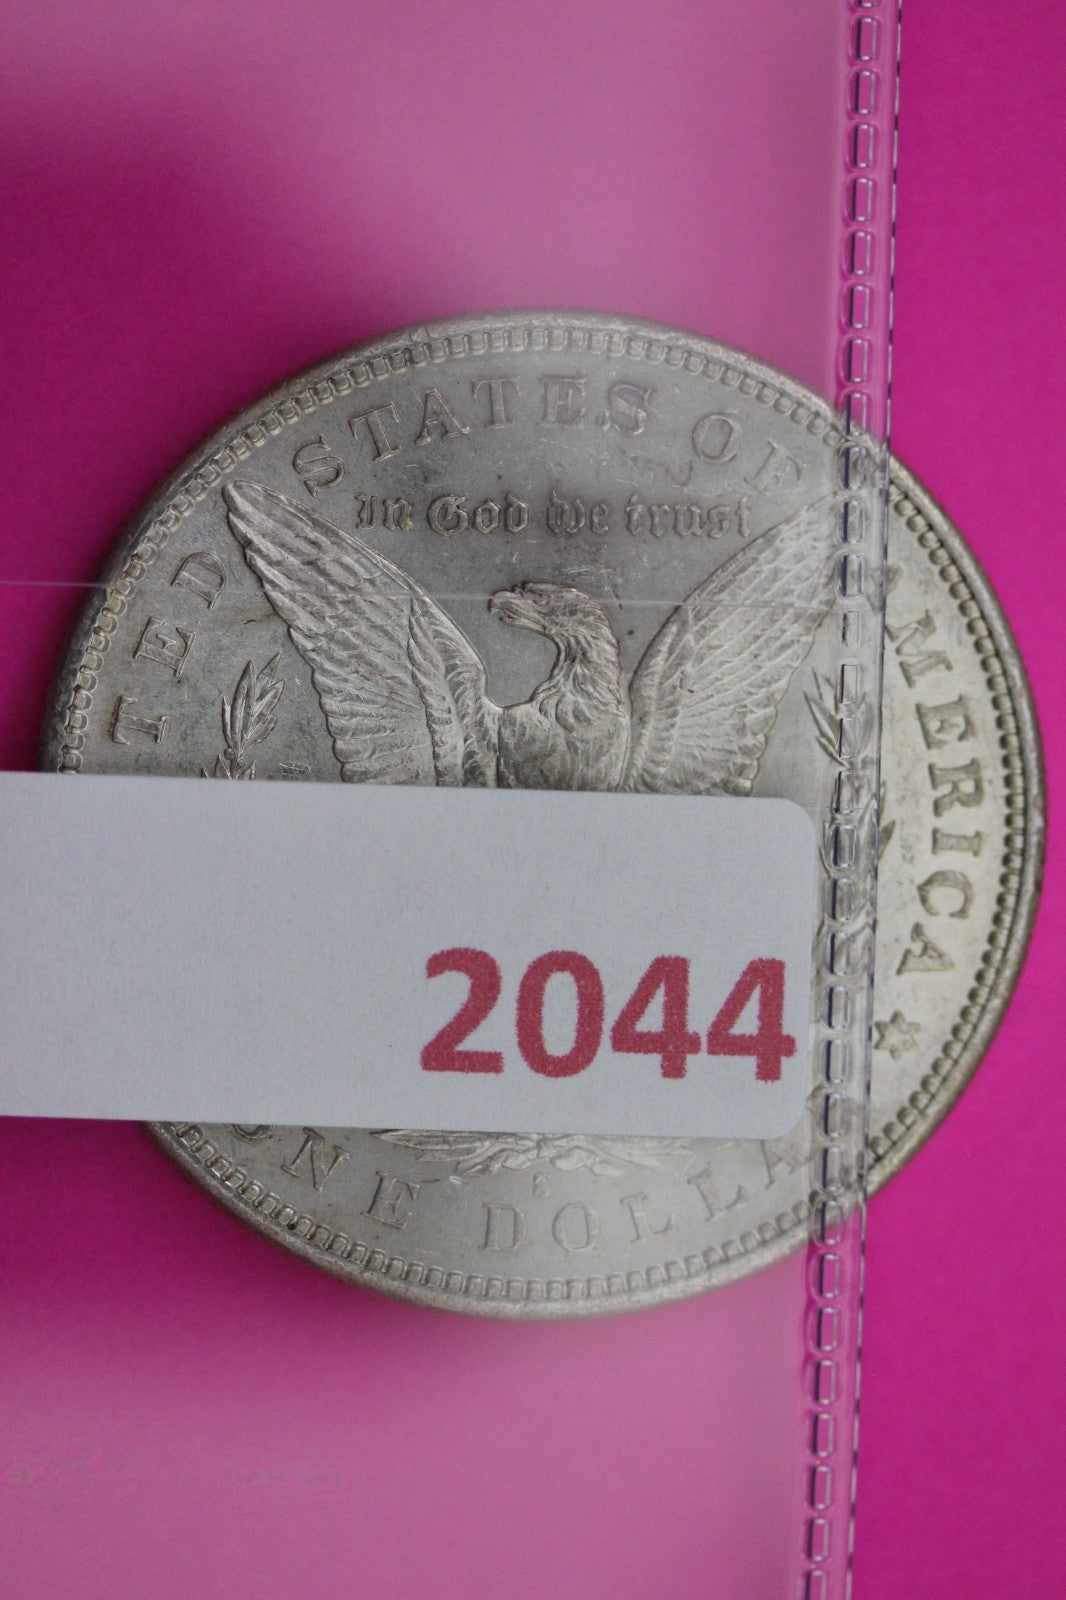 TED STATES OF AMERICA
In God we trust
2044
S
ONE DOLLA